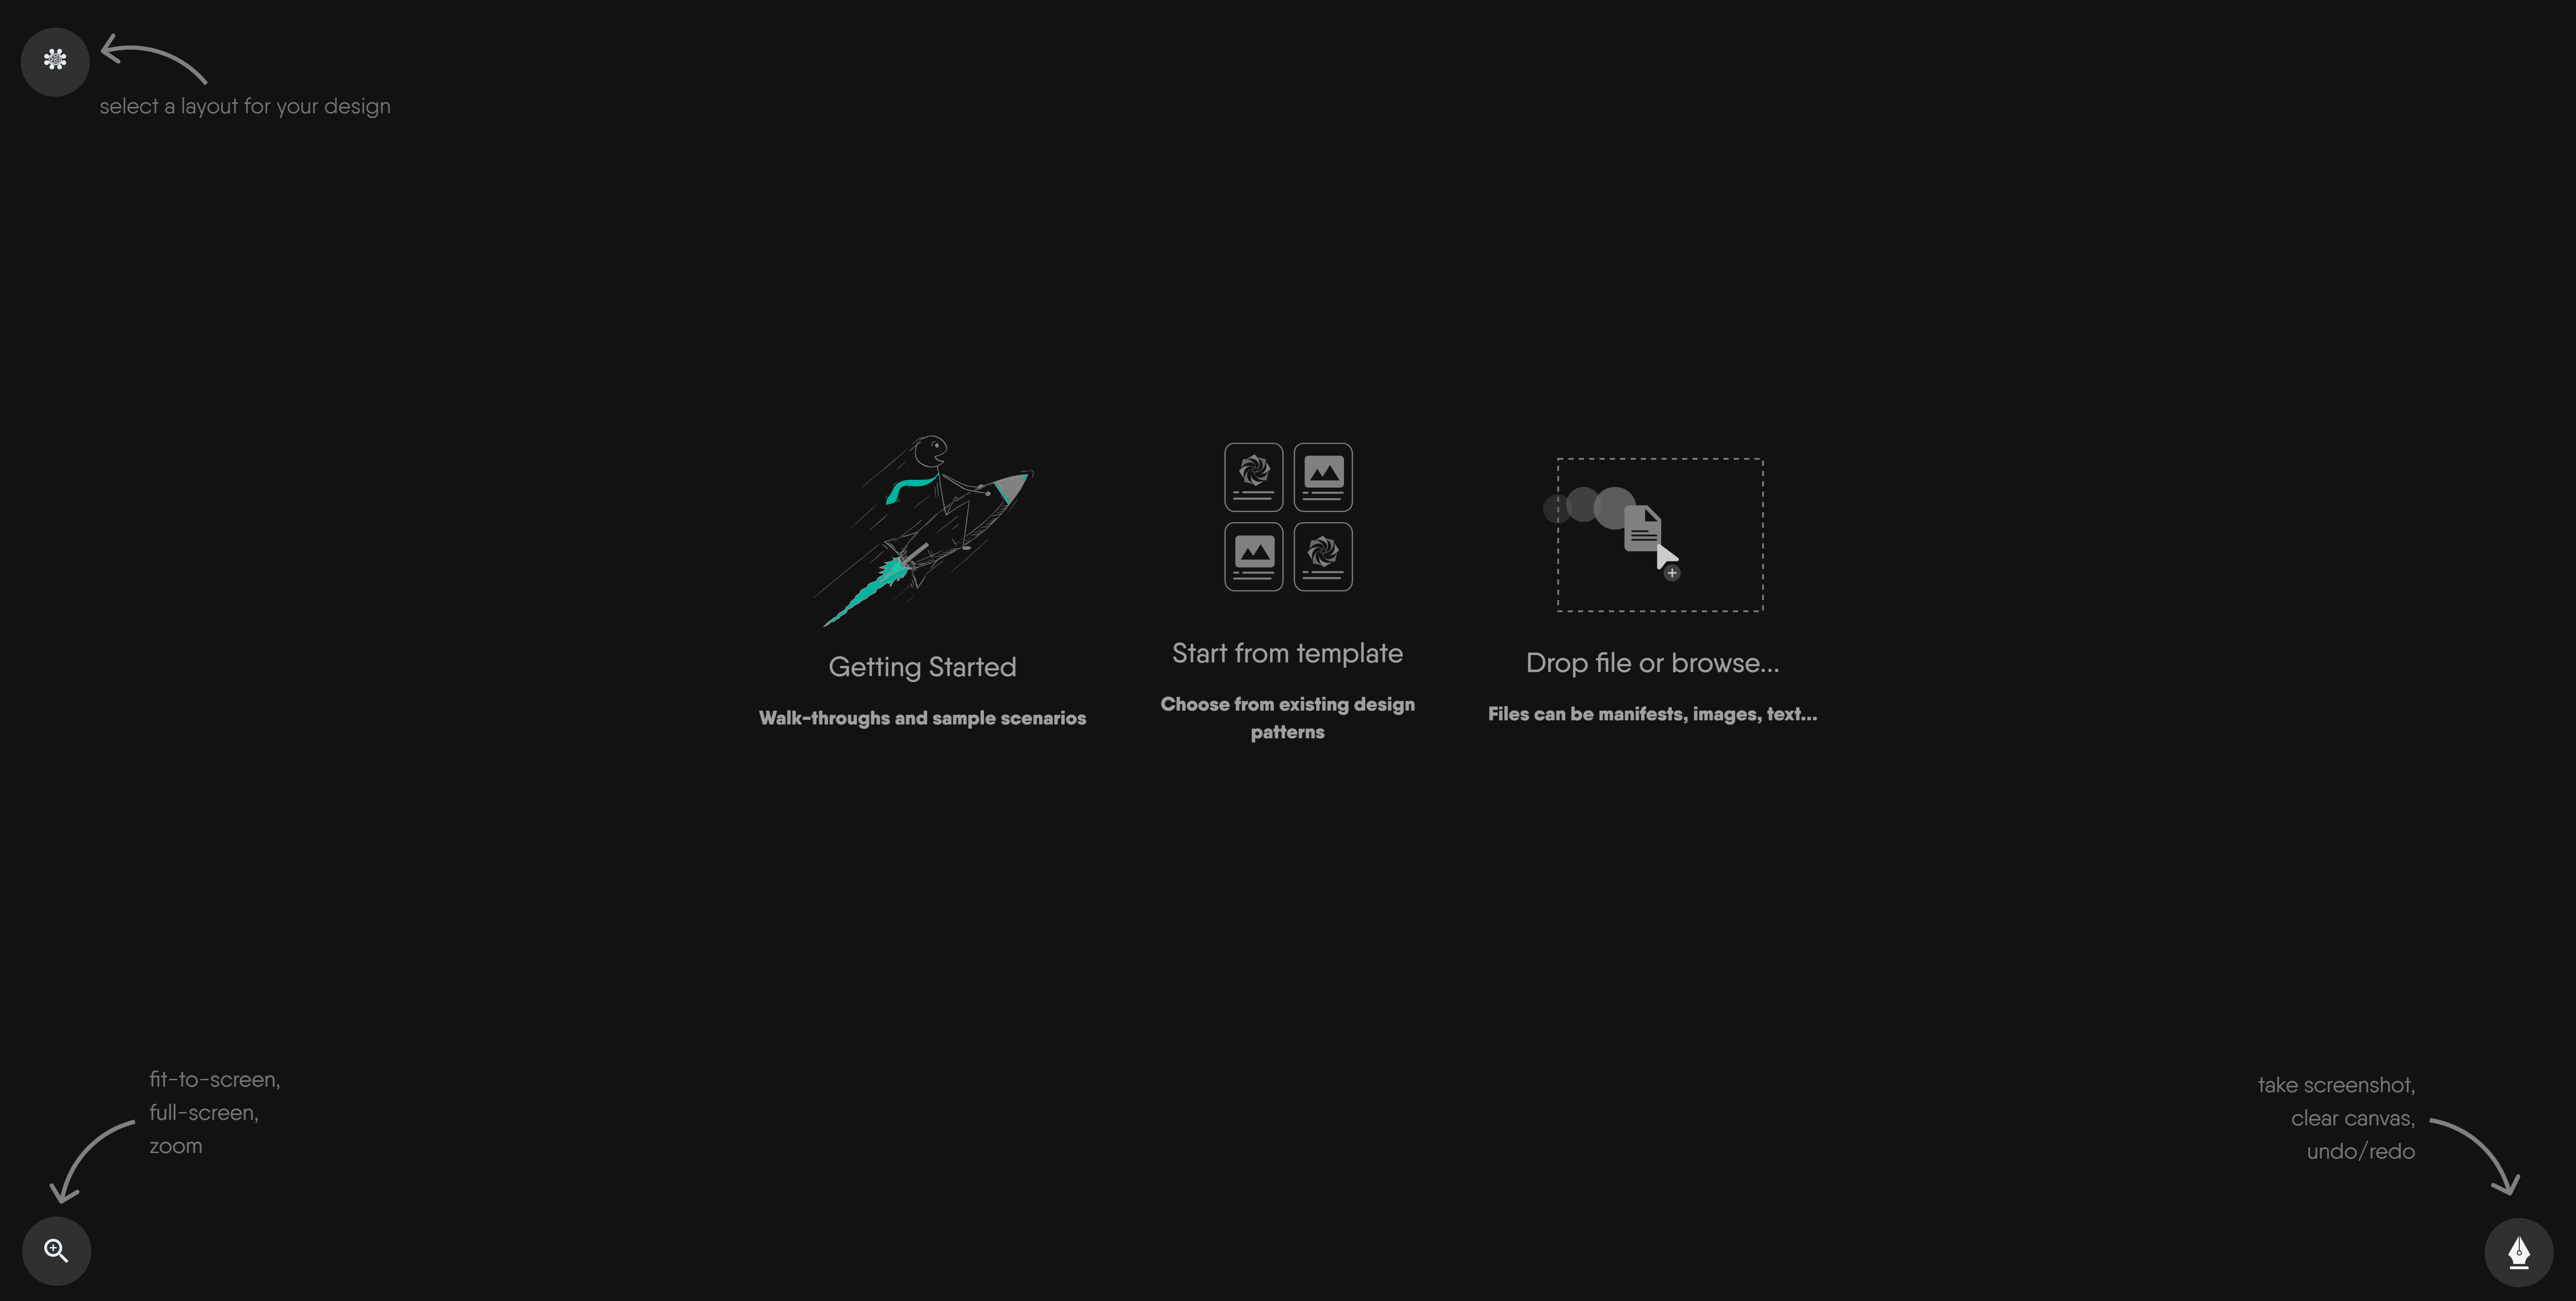 select a layout for your design
Getting Started
Walk-throughs and sample scenarios
Start from template
Choose from existing design
patterns
Drop file or browse...
Files can be manifests, images, text...
fit-to-screen,
full-screen,
zoom
take screenshot,
clear canvas,
undo/redo